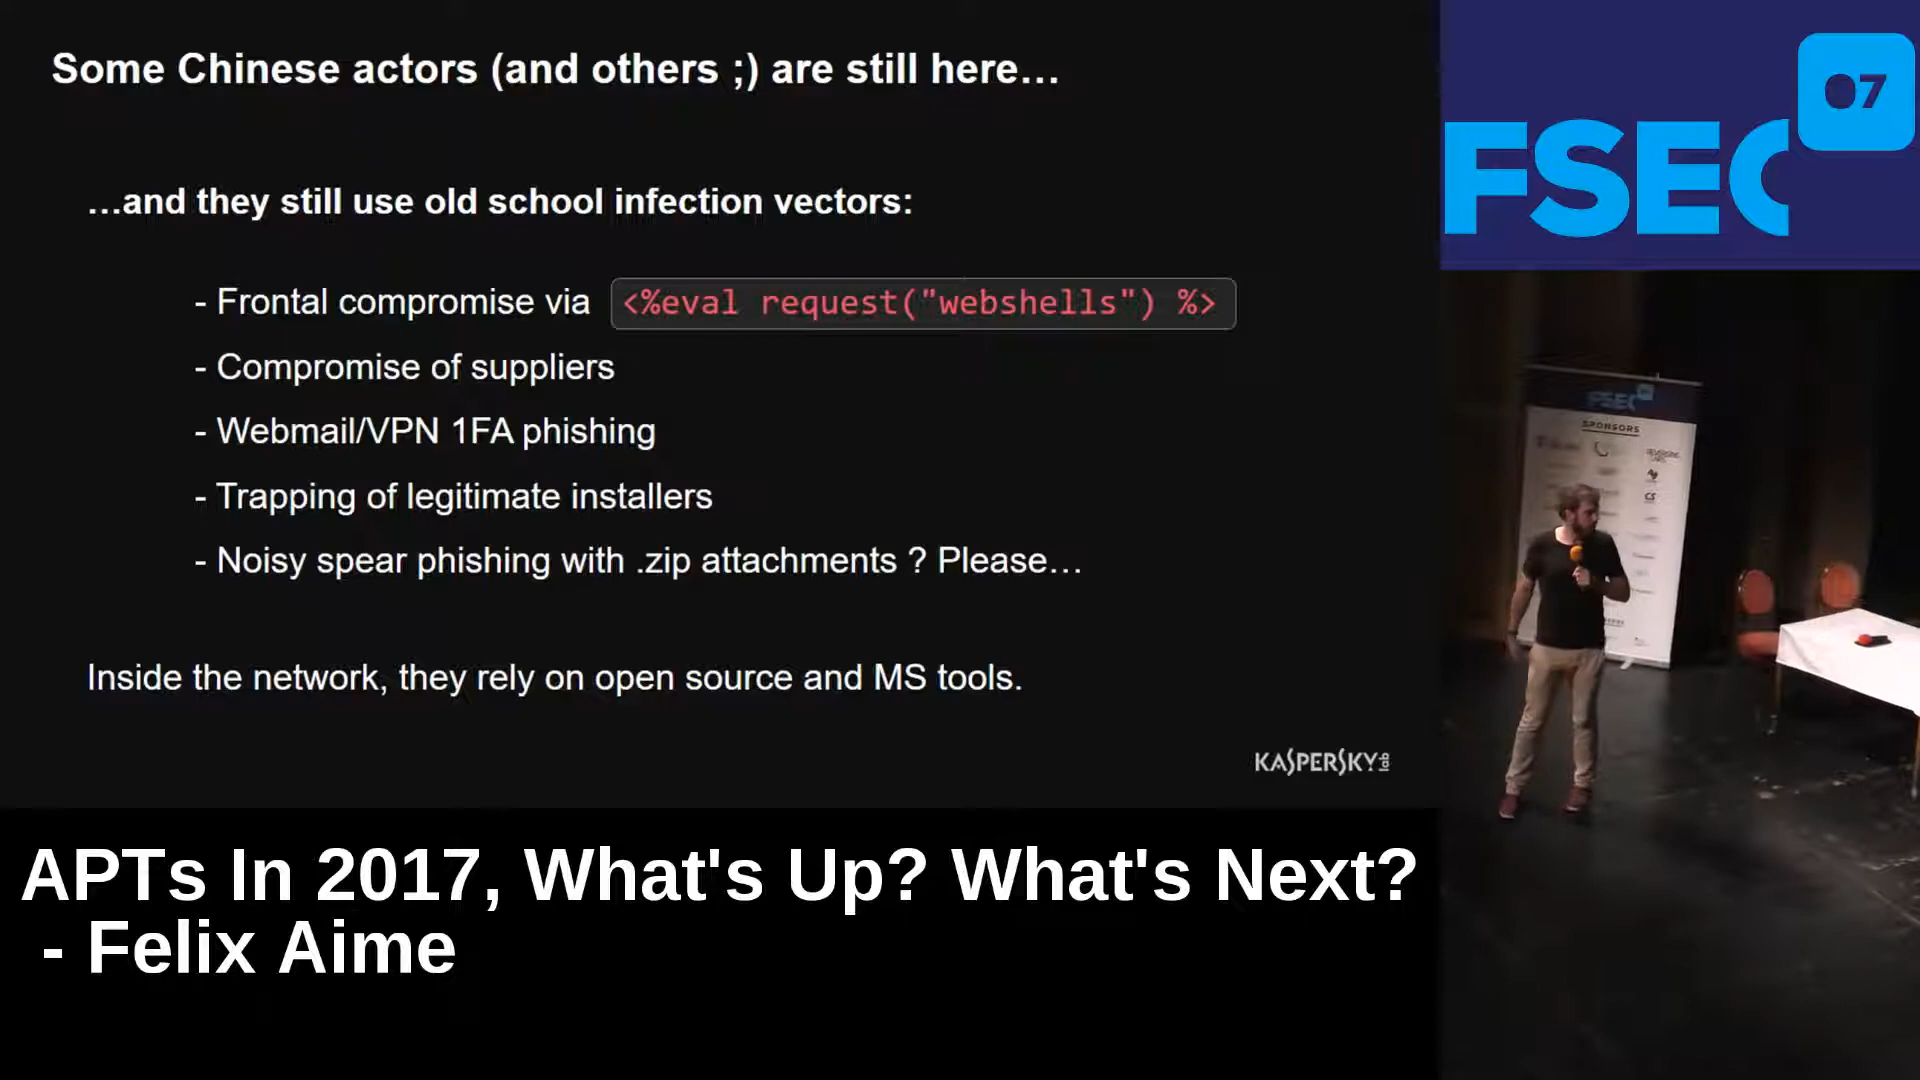 Some Chinese actors (and others ;) are still here…
…and they still use old school infection vectors:
- Frontal compromise via <%eval request("webshells") %>
- Compromise of suppliers
- Webmail/VPN 1FA phishing
- Trapping of legitimate installers
- Noisy spear phishing with .zip attachments ? Please…
Inside the network, they rely on open source and MS tools.
KASPERSKY lab
07
FSEC
FSEC
SPONSORS
APTs In 2017, What's Up? What's Next?
- Felix Aime